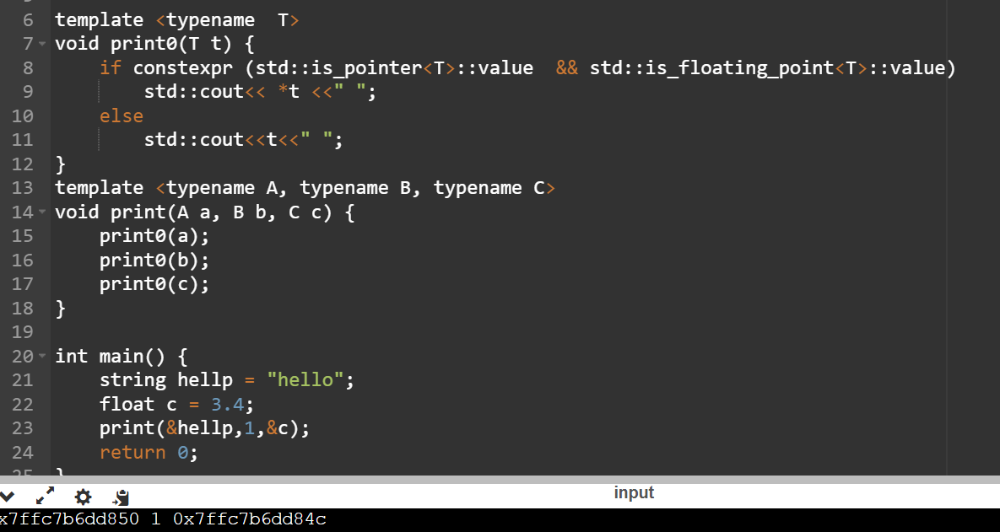 6 template <typename  T>
7 void print0(T t) {
8     if constexpr (std::is_pointer<T>::value  && std::is_floating_point<T>::value)
9         std::cout<< *t <<" ";
10     else
11         std::cout<<t<<" ";
12 }
13 template <typename A, typename B, typename C>
14 void print(A a, B b, C c) {
15     print0(a);
16     print0(b);
17     print0(c);
18 }
19
20 int main() {
21     string hellp = "hello";
22     float c = 3.4;
23     print(&hellp,1,&c);
24     return 0;
25 }
input
x7ffc7b6dd850 1 0x7ffc7b6dd84c